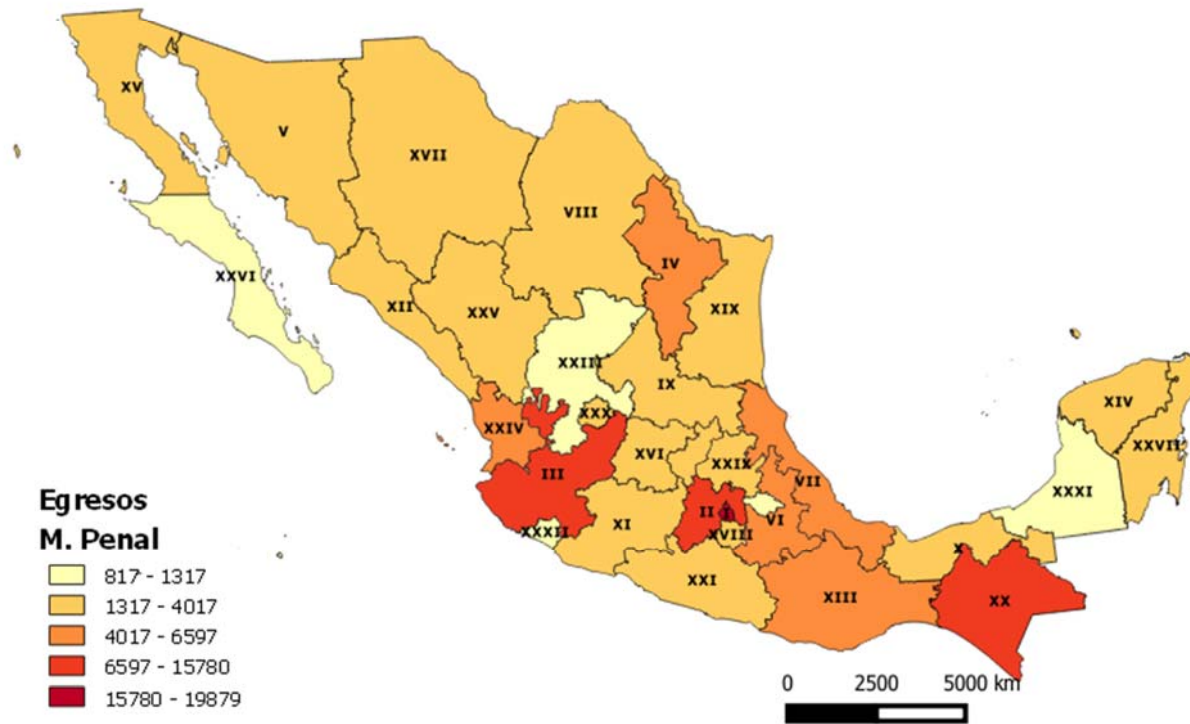 XV
V
XVII
VIII
IV
XXVI
XII
XXV
XIX
XXIII
IX
XXX
XIV
XXIV
XXVII
XVI
XXIX
III
VII
XXXI
II
I
VI
XXXII
XI
XVIII
X
XXI
XIII
XX
Egresos
M. Penal
817 - 1317
1317 - 4017
4017 - 6597
6597 - 15780
15780 - 19879
0 2500 5000 km